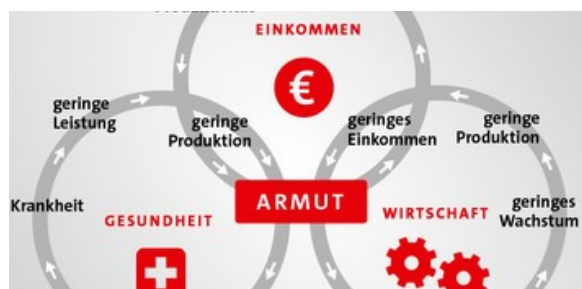 EINKOMMEN
€
geringe
Leistung
geringe
Produktion
geringes
Einkommen
geringe
Produktion
ARMUT
Krankheit
GESUNDHEIT
WIRTSCHAFT
geringes
Wachstum